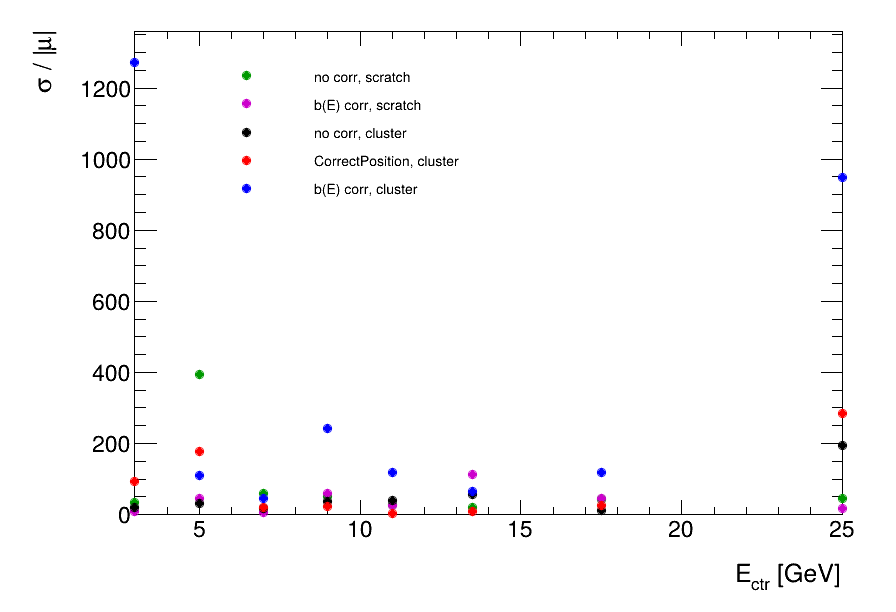 σ / |μ|
1200
1000
800
600
400
200
0
no corr, scratch
b(E) corr, scratch
no corr, cluster
CorrectPosition, cluster
b(E) corr, cluster
5 10 15 20 25
E_ctr [GeV]